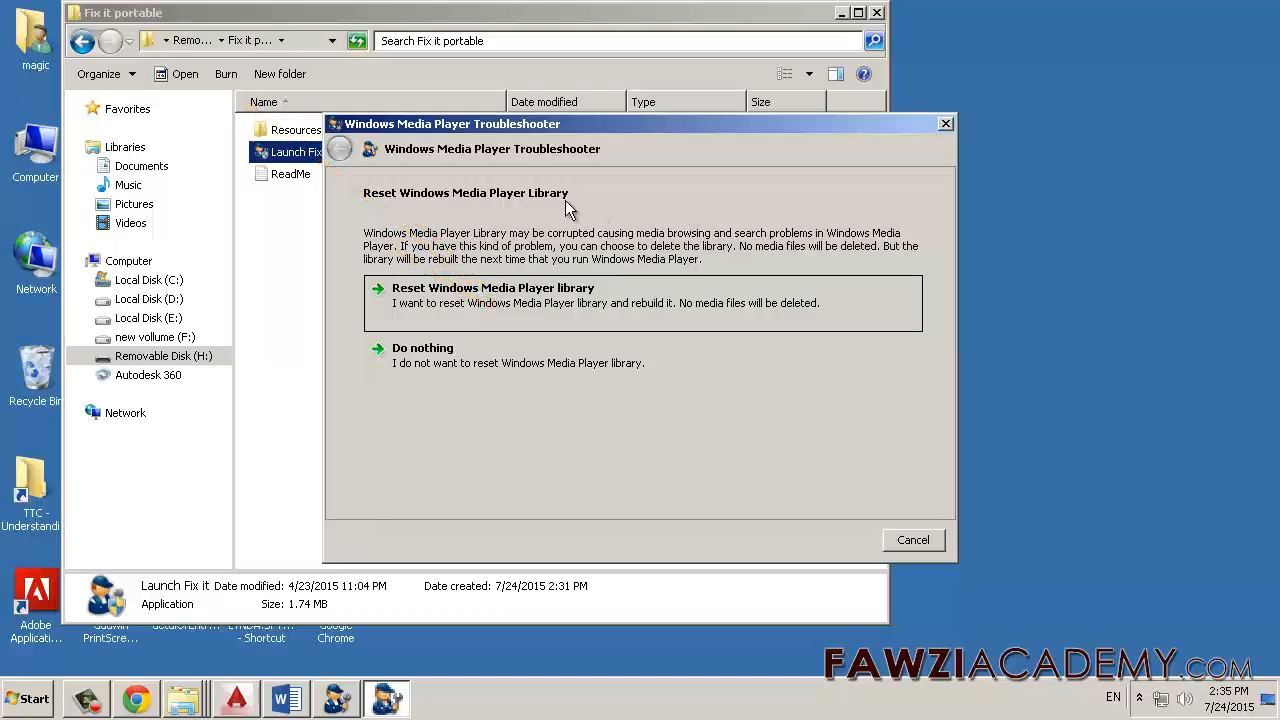 Fix it portable
Remo... Fix it p...
Search Fix it portable
magic
Organize Open Burn New folder
Favorites
Name Date modified Type Size
Libraries
Documents
Music
Pictures
Videos
Resources
Launch Fix
ReadMe
Computer
Computer
Local Disk (C:)
Local Disk (D:)
Local Disk (E:)
new volume (F:)
Removable Disk (H:)
Autodesk 360
Network
Network
Recycle Bin
Windows Media Player Troubleshooter
Windows Media Player Troubleshooter
Reset Windows Media Player Library
Windows Media Player Library may be corrupted causing media browsing and search problems in Windows Media
Player. If you have this kind of problem, you can choose to delete the library. No media files will be deleted. But the
library will be rebuilt the next time that you run Windows Media Player.
Reset Windows Media Player library
I want to reset Windows Media Player library and rebuild it. No media files will be deleted.
Do nothing
I do not want to reset Windows Media Player library.
Cancel
TTC -
Understandi
Launch Fix it Date modified: 4/23/2015 11:04 PM Date created: 7/24/2015 2:31 PM
Application Size: 1.74 MB
Adobe
Applicati...
PrintScre...
- Shortcut
Google
Chrome
FAWZIACADEMY.COM
Start
EN
2:35 PM
7/24/2015